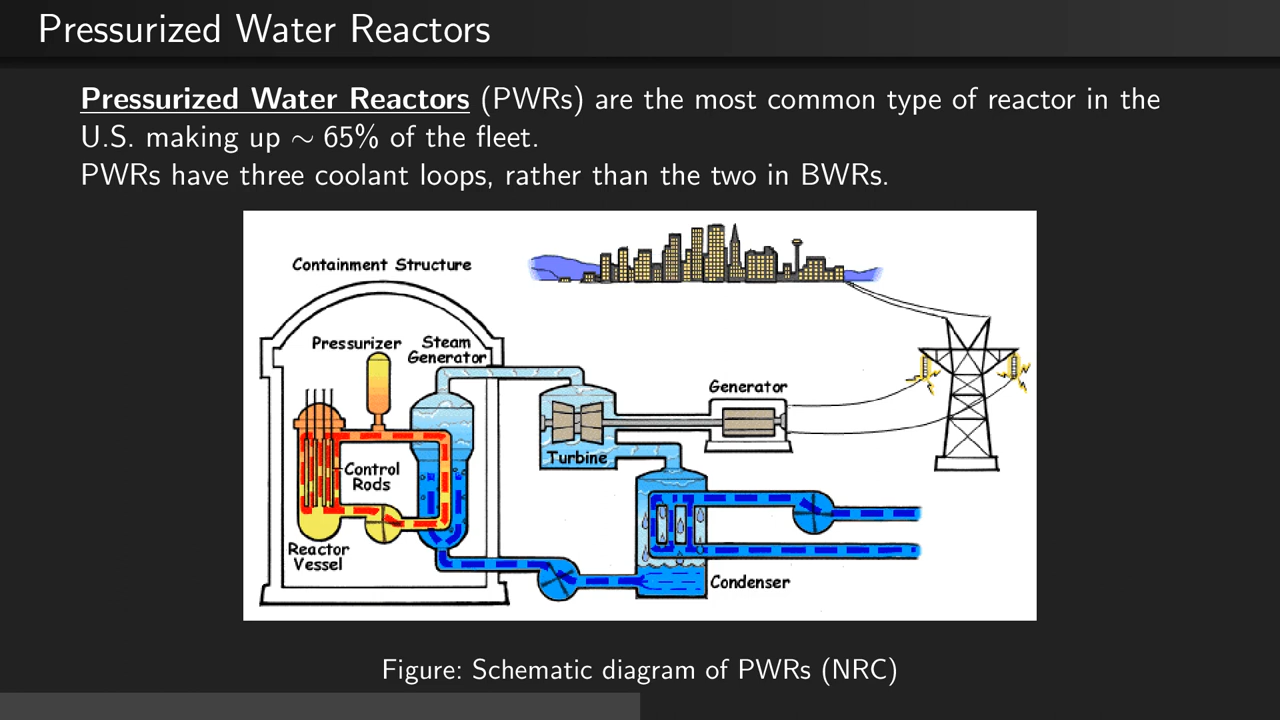 Pressurized Water Reactors
Pressurized Water Reactors (PWRs) are the most common type of reactor in the
U.S. making up ∼ 65% of the fleet.
PWRs have three coolant loops, rather than the two in BWRs.
Containment Structure
Pressurizer
Steam
Generator
Generator
Turbine
Control
Rods
Reactor
Vessel
Condenser
Figure: Schematic diagram of PWRs (NRC)